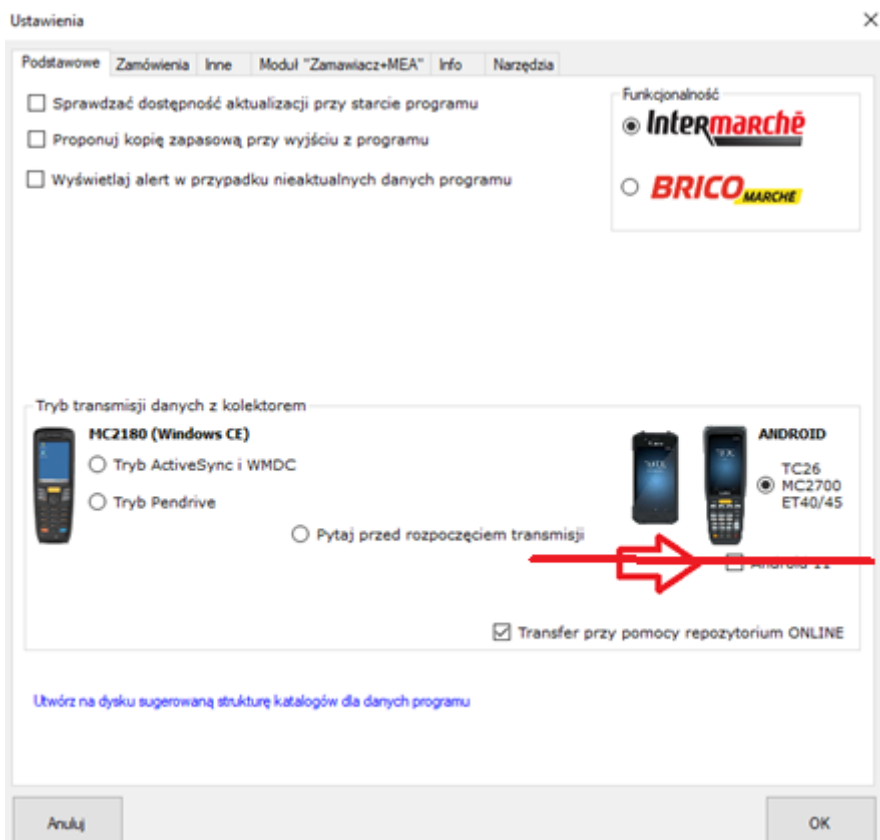 Ustawienia
Podstawowe Zamówienia Inne Moduł "Zamawiacz+MEA" Info Narzędzia
Sprawdzać dostępność aktualizacji przy starcie programu
Proponuj kopię zapasową przy wyjściu z programu
Wyświetlaj alert w przypadku nieaktualnych danych programu
Funkcjonalność
Intermarchē
BRICO MARCHE
Tryb transmisji danych z kolektorem
MC2180 (Windows CE)
Tryb ActiveSync i WMDC
Tryb Pendrive
Pytaj przed rozpoczęciem transmisji
ANDROID
TC26
MC2700
ET40/45
Android 11
Transfer przy pomocy repozytorium ONLINE
Utwórz na dysku sugerowaną strukturę katalogów dla danych programu
Anuluj OK